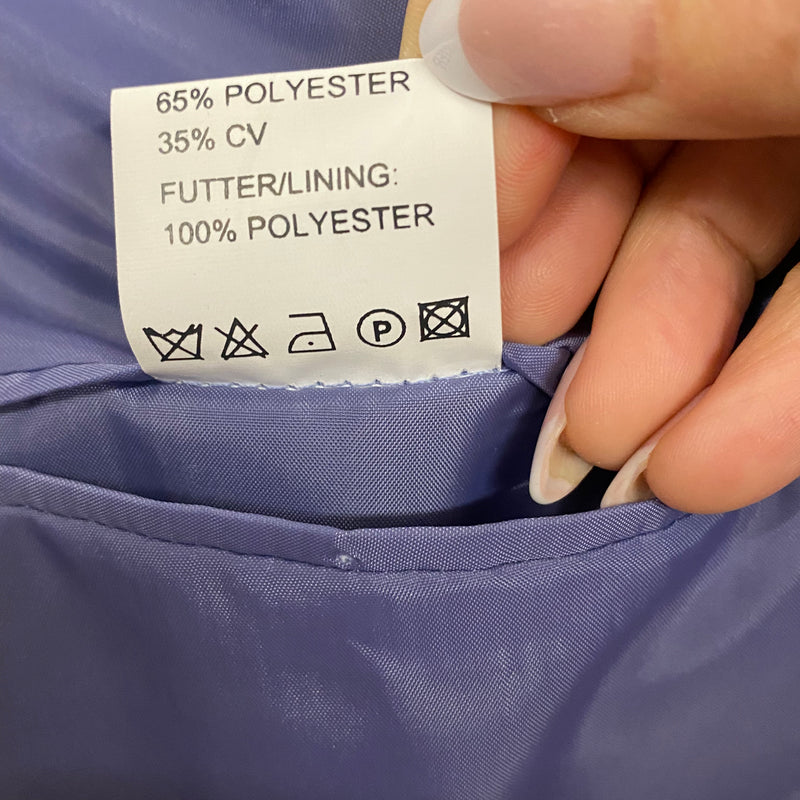 65% POLYESTER
35% CV
FUTTER/LINING:
100% POLYESTER
P